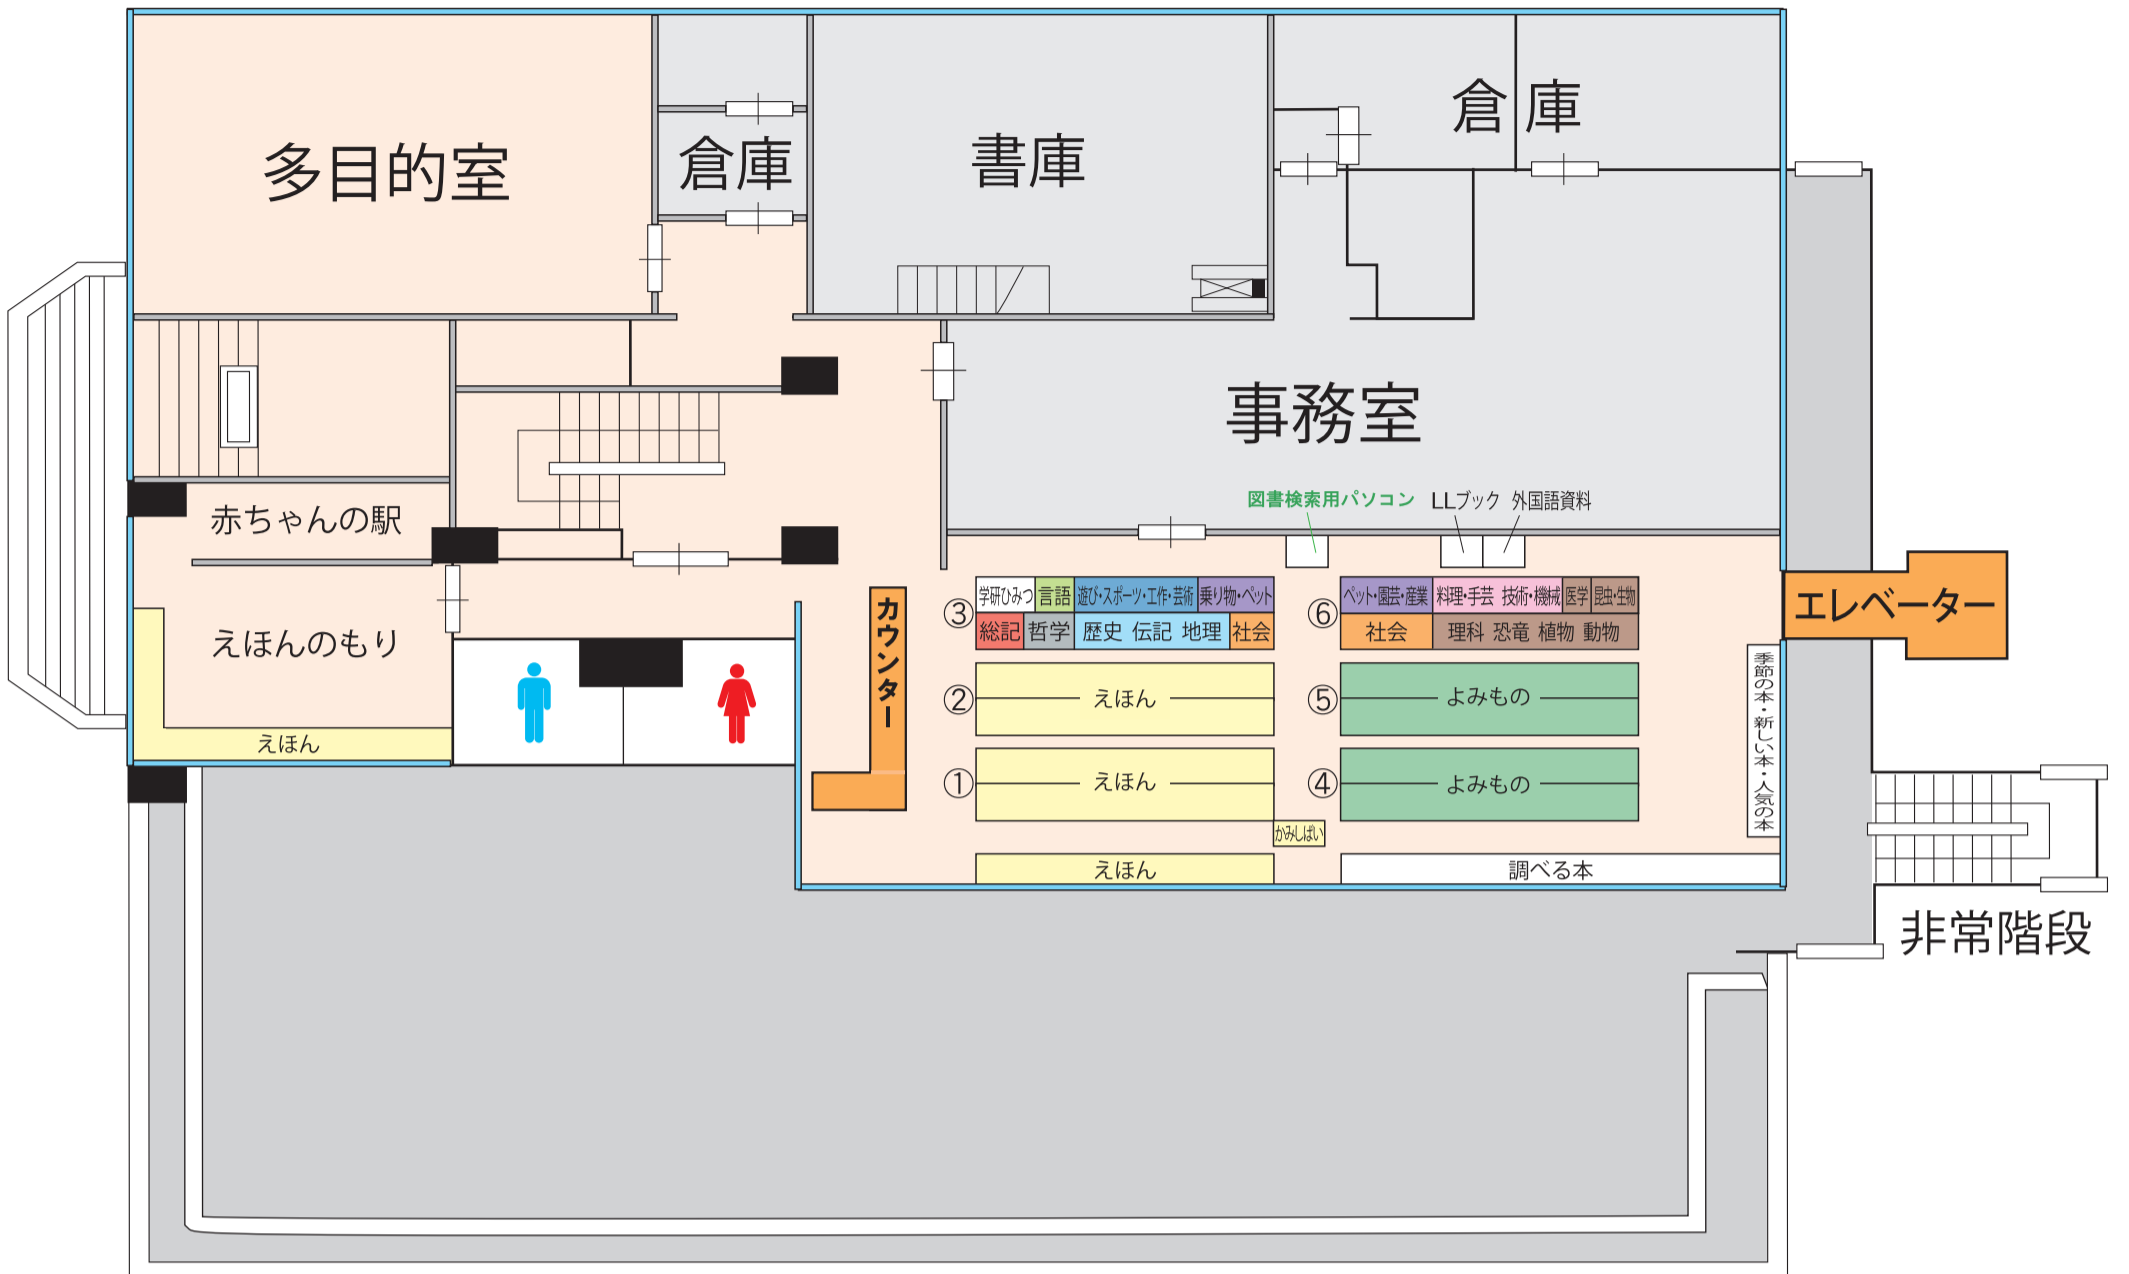 多目的室
倉庫
書庫
倉庫
事務室
図書検索用パソコン
LLブック
外国語資料
赤ちゃんの駅
えほんのもり
えほん
カウンター
③
学研ひみつ
言語
遊び・スポーツ・工作・芸術
乗り物・ペット
総記
哲学
歴史 伝記 地理
社会
⑥
ペット・園芸・産業
料理・手芸 技術・機械
医学
昆虫・生物
社会
理科 恐竜 植物 動物
②
えほん
⑤
よみもの
①
えほん
④
よみもの
かみしばい
えほん
調べる本
季節の本・新しい本・人気の本
エレベーター
非常階段